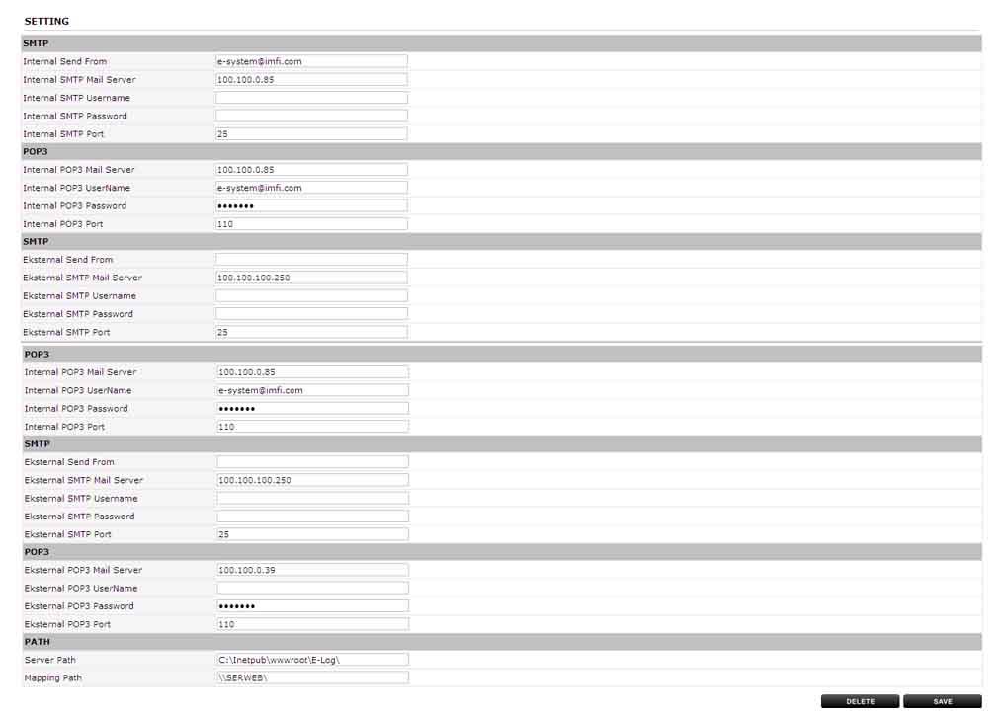 SETTING
SMTP
Internal Send From e-system@imfi.com
Internal SMTP Mail Server 100.100.0.85
Internal SMTP Username
Internal SMTP Password
Internal SMTP Port 25
POP3
Internal POP3 Mail Server 100.100.0.85
Internal POP3 UserName e-system@imfi.com
Internal POP3 Password •••••••
Internal POP3 Port 110
SMTP
Eksternal Send From
Eksternal SMTP Mail Server 100.100.100.250
Eksternal SMTP Username
Eksternal SMTP Password
Eksternal SMTP Port 25
POP3
Internal POP3 Mail Server 100.100.0.85
Internal POP3 UserName e-system@imfi.com
Internal POP3 Password •••••••
Internal POP3 Port 110
SMTP
Eksternal Send From
Eksternal SMTP Mail Server 100.100.100.250
Eksternal SMTP Username
Eksternal SMTP Password
Eksternal SMTP Port 25
POP3
Eksternal POP3 Mail Server 100.100.0.39
Eksternal POP3 UserName
Eksternal POP3 Password •••••••
Eksternal POP3 Port 110
PATH
Server Path C:\Inetpub\wwwroot\E-Log\
Mapping Path \\SERWEB\
DELETE SAVE